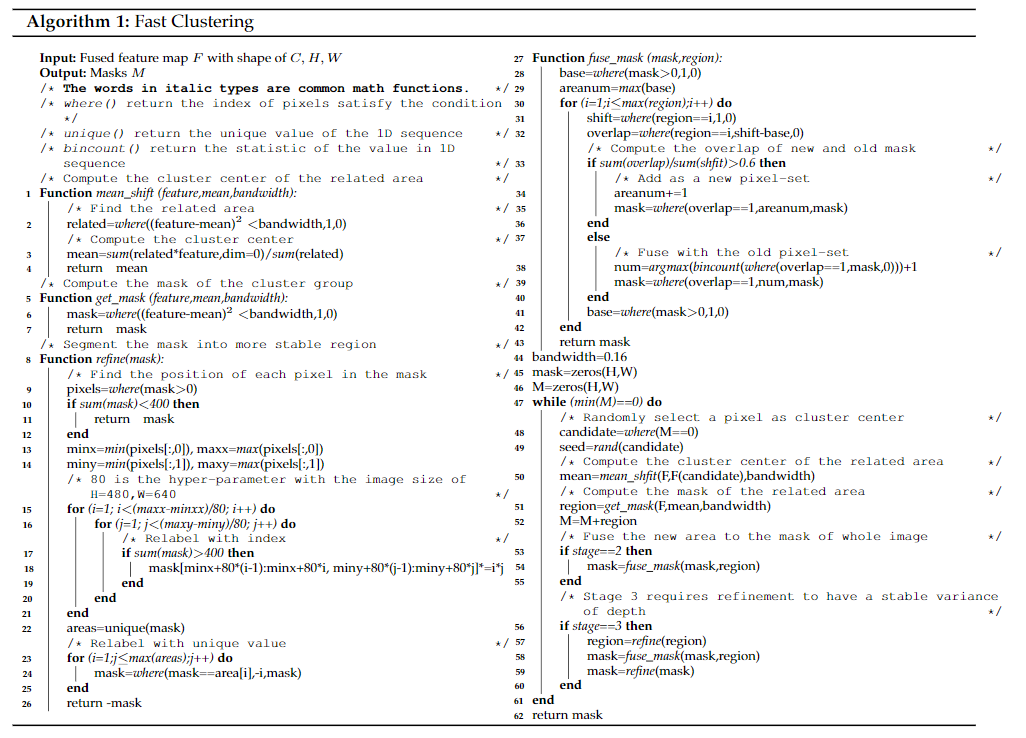 Algorithm 1: Fast Clustering
Input: Fused feature map F with shape of C, H, W
Output: Masks M
/* The words in italic types are common math functions. */
/* where() return the index of pixels satisfy the condition
*/
/* unique() return the unique value of the 1D sequence */
/* bincount() return the statistic of the value in 1D
sequence */
/* Compute the cluster center of the related area */
1 Function mean_shift (feature,mean,bandwidth):
/* Find the related area */
2 related=where((feature-mean)² <bandwidth,1,0)
/* Compute the cluster center */
3 mean=sum(related*feature,dim=0)/sum(related)
4 return mean
/* Compute the mask of the cluster group */
5 Function get_mask (feature,mean,bandwidth):
6 mask=where((feature-mean)² <bandwidth,1,0)
7 return mask
/* Segment the mask into more stable region */
8 Function refine(mask):
/* Find the position of each pixel in the mask */
9 pixels=where(mask>0)
10 if sum(mask)<400 then
11 return mask
12 end
13 minx=min(pixels[:,0]), maxx=max(pixels[:,0])
14 miny=min(pixels[:,1]), maxy=max(pixels[:,1])
/* 80 is the hyper-parameter with the image size of
H=480,W=640 */
15 for (i=1; i<(maxx-minxx)/80; i++) do
16 for (j=1; j<(maxy-miny)/80; j++) do
/* Relabel with index */
17 if sum(mask)>400 then
18 mask[minx+80*(i-1):minx+80*i, miny+80*(j-1):miny+80*j]*=i*j
19 end
20 end
21 end
22 areas=unique(mask)
/* Relabel with unique value */
23 for (i=1;j≤max(areas);j++) do
24 mask=where(mask==area[i],-i,mask)
25 end
26 return -mask
27 Function fuse_mask (mask,region):
28 base=where(mask>0,1,0)
29 areanum=max(base)
30 for (i=1;i≤max(region);i++) do
31 shift=where(region==i,1,0)
32 overlap=where(region==i,shift-base,0)
/* Compute the overlap of new and old mask */
33 if sum(overlap)/sum(shfit)>0.6 then
/* Add as a new pixel-set */
34 areanum+=1
35 mask=where(overlap==1,areanum,mask)
36 end
37 else
/* Fuse with the old pixel-set */
38 num=argmax(bincount(where(overlap==1,mask,0)))+1
39 mask=where(overlap==1,num,mask)
40 end
41 base=where(mask>0,1,0)
42 end
43 return mask
44 bandwidth=0.16
45 mask=zeros(H,W)
46 M=zeros(H,W)
47 while (min(M)==0) do
/* Randomly select a pixel as cluster center */
48 candidate=where(M==0)
49 seed=rand(candidate)
/* Compute the cluster center of the related area */
50 mean=mean_shfit(F,F(candidate),bandwidth)
/* Compute the mask of the related area */
51 region=get_mask(F,mean,bandwidth)
52 M=M+region
/* Fuse the new area to the mask of whole image */
53 if stage==2 then
54 mask=fuse_mask(mask,region)
55 end
/* Stage 3 requires refinement to have a stable variance
of depth */
56 if stage==3 then
57 region=refine(region)
58 mask=fuse_mask(mask,region)
59 mask=refine(mask)
60 end
61 end
62 return mask